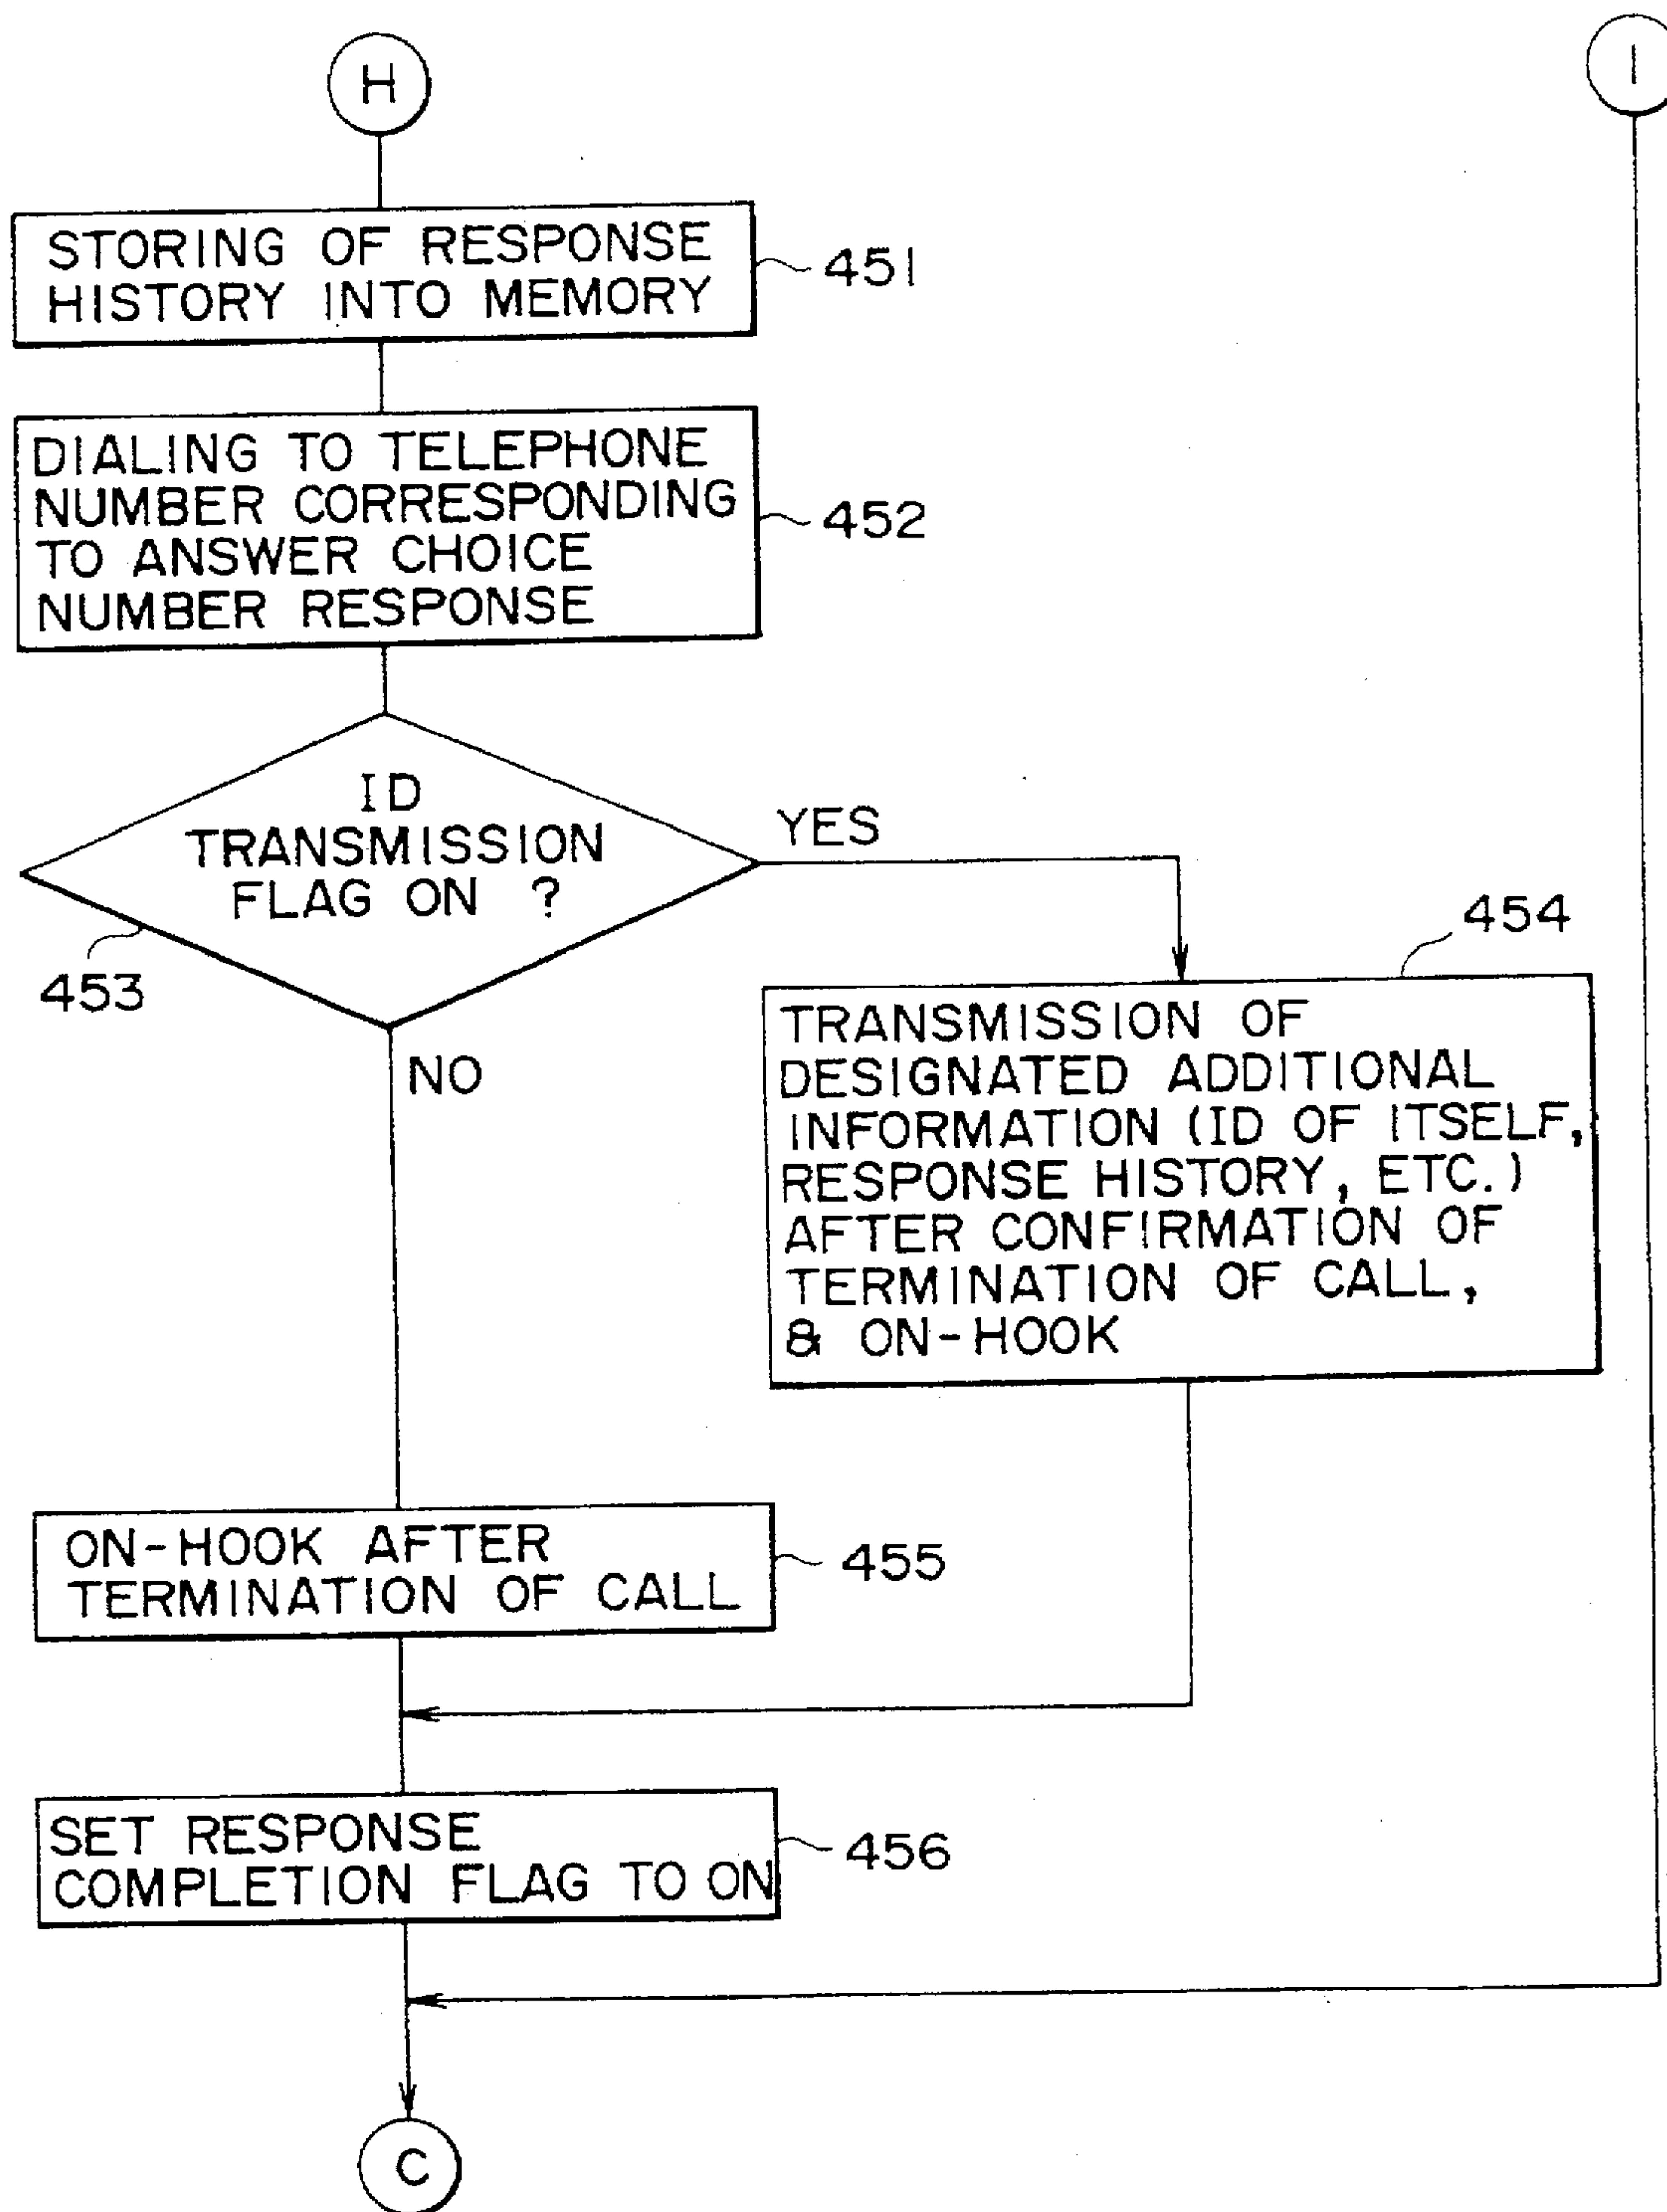 H
I
STORING OF RESPONSE
HISTORY INTO MEMORY
451
DIALING TO TELEPHONE
NUMBER CORRESPONDING
TO ANSWER CHOICE
NUMBER RESPONSE
452
ID
TRANSMISSION
FLAG ON ?
YES
453
NO
454
TRANSMISSION OF
DESIGNATED ADDITIONAL
INFORMATION (ID OF ITSELF,
RESPONSE HISTORY, ETC.)
AFTER CONFIRMATION OF
TERMINATION OF CALL,
& ON-HOOK
ON-HOOK AFTER
TERMINATION OF CALL
455
SET RESPONSE
COMPLETION FLAG TO ON
456
C